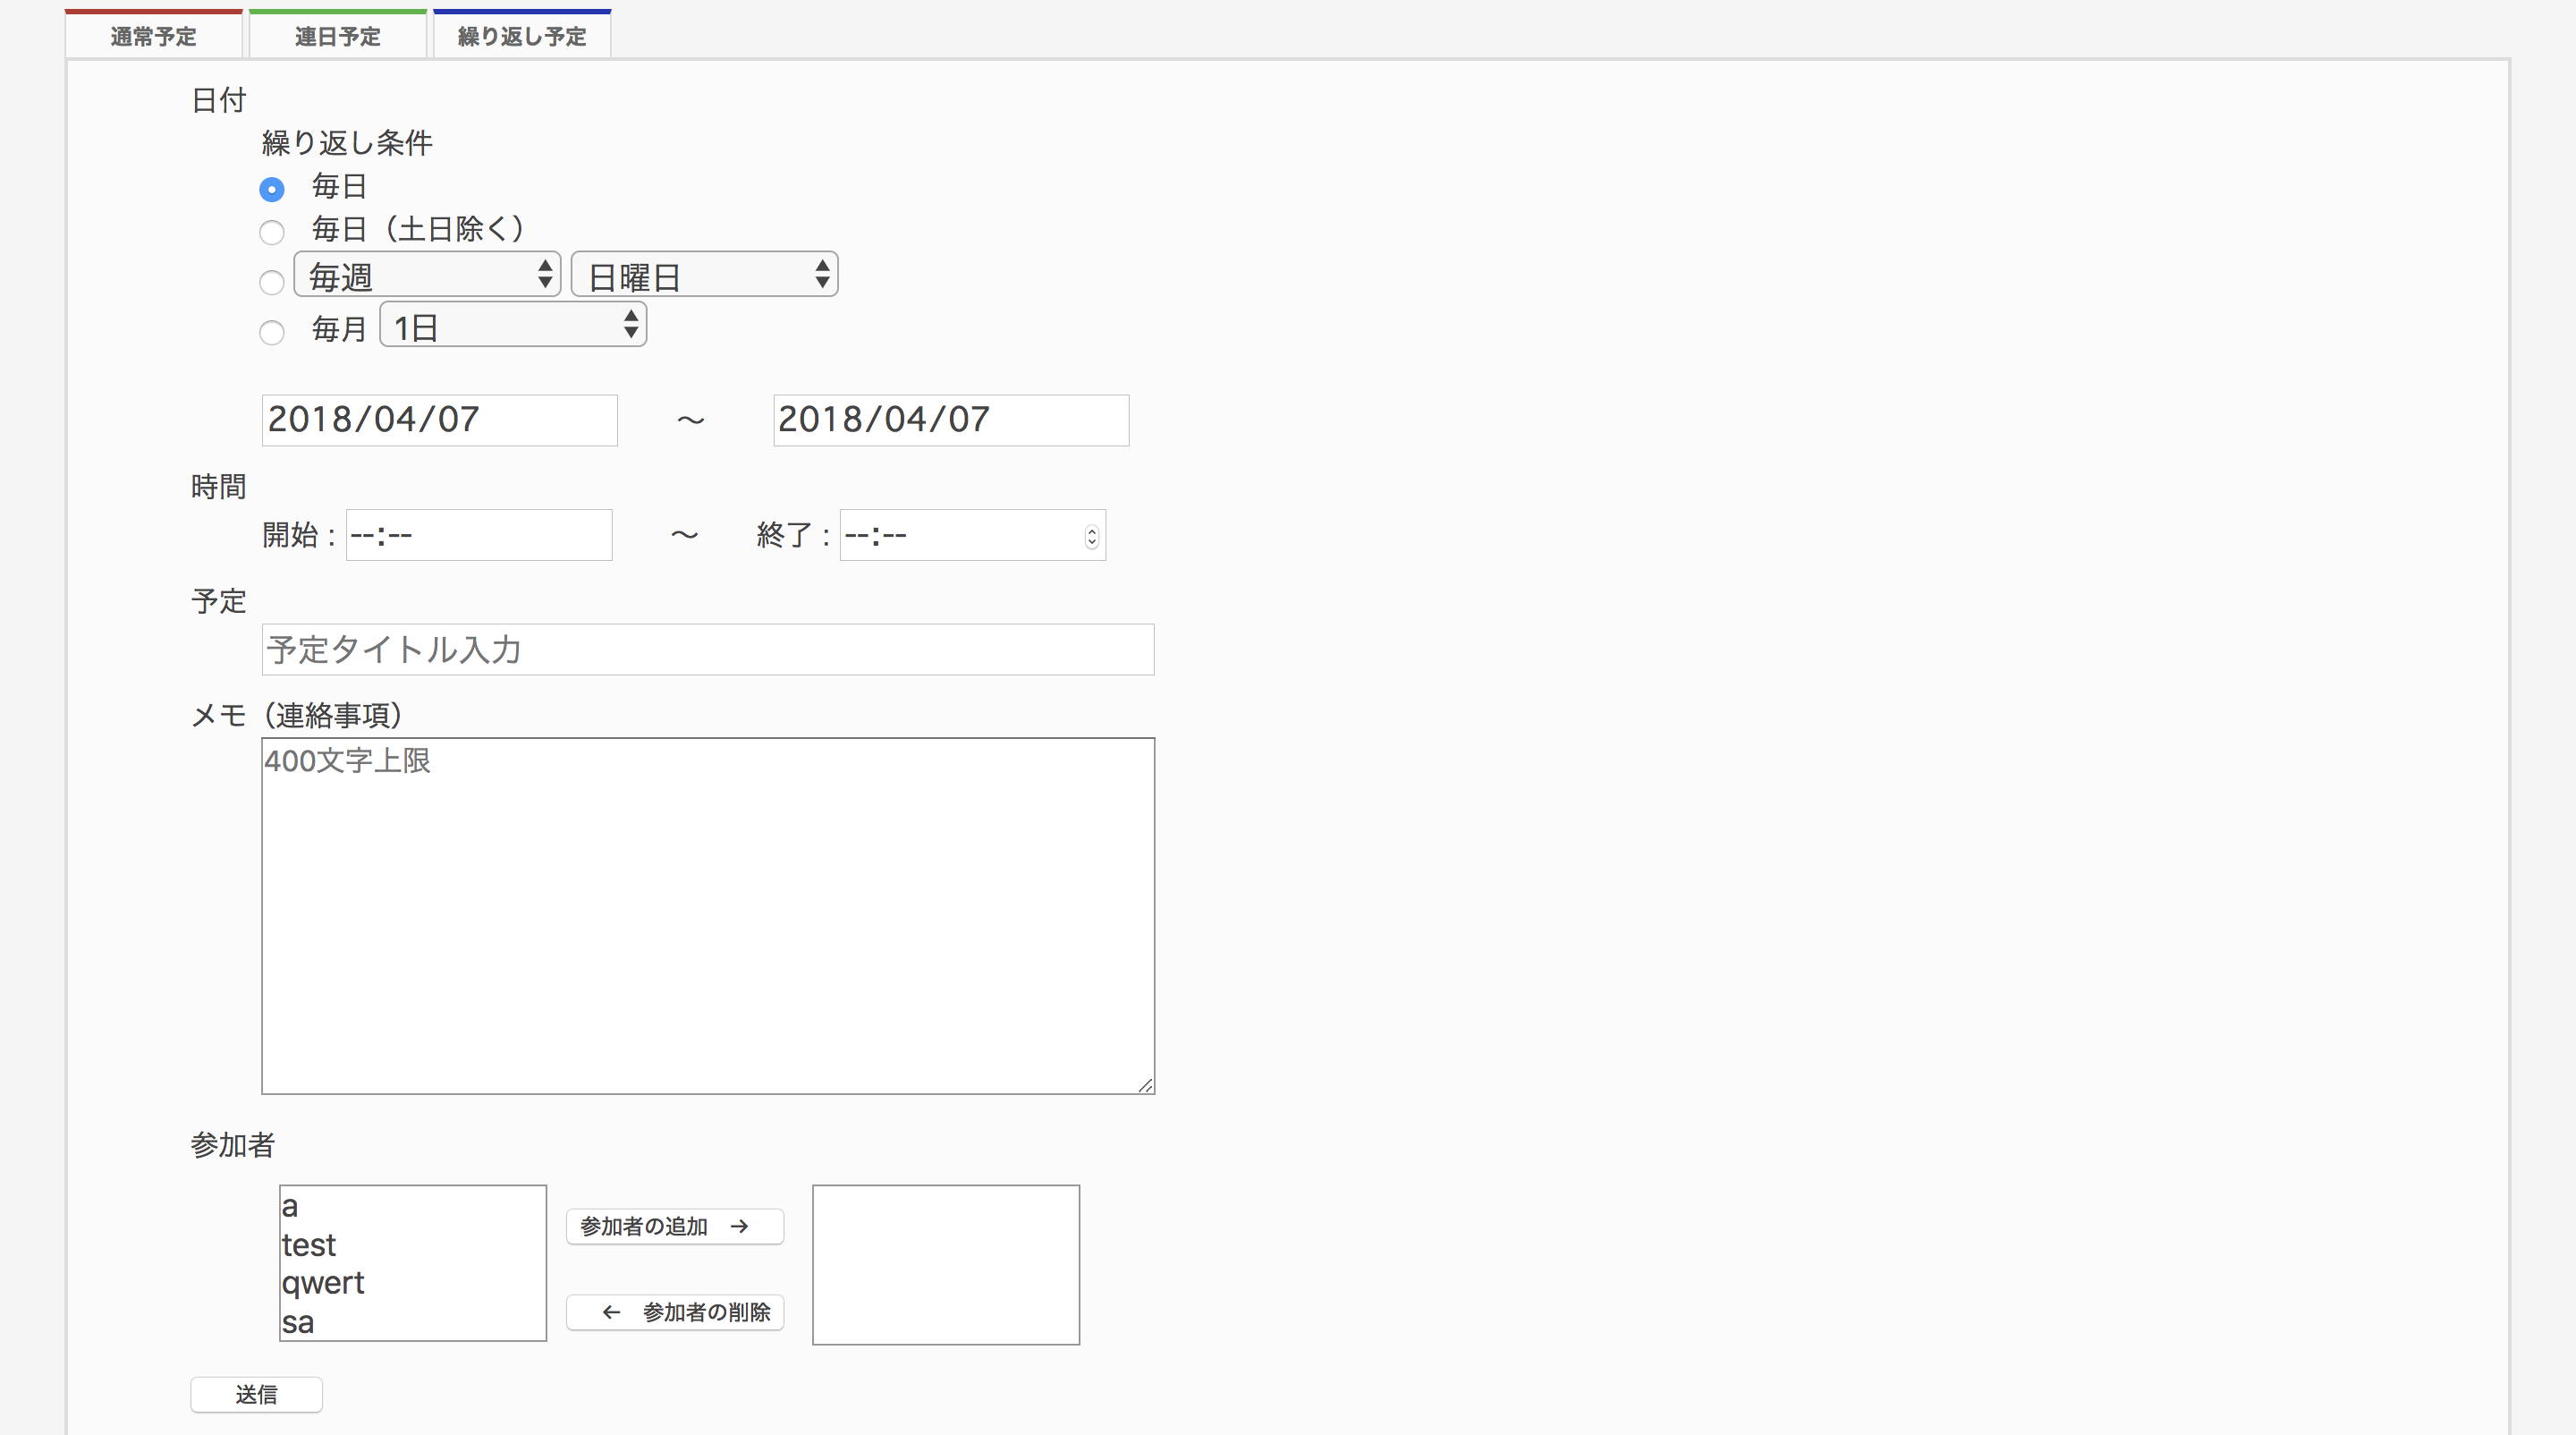 通常予定 連日予定 繰り返し予定
日付
繰り返し条件
毎日
毎日（土日除く）
毎週 日曜日
毎月 1日
2018/04/07 〜 2018/04/07
時間
開始 : --:-- 〜 終了 : --:--
予定
予定タイトル入力
メモ（連絡事項）
400文字上限
参加者
a
test
qwert
sa
参加者の追加 →
← 参加者の削除
送信